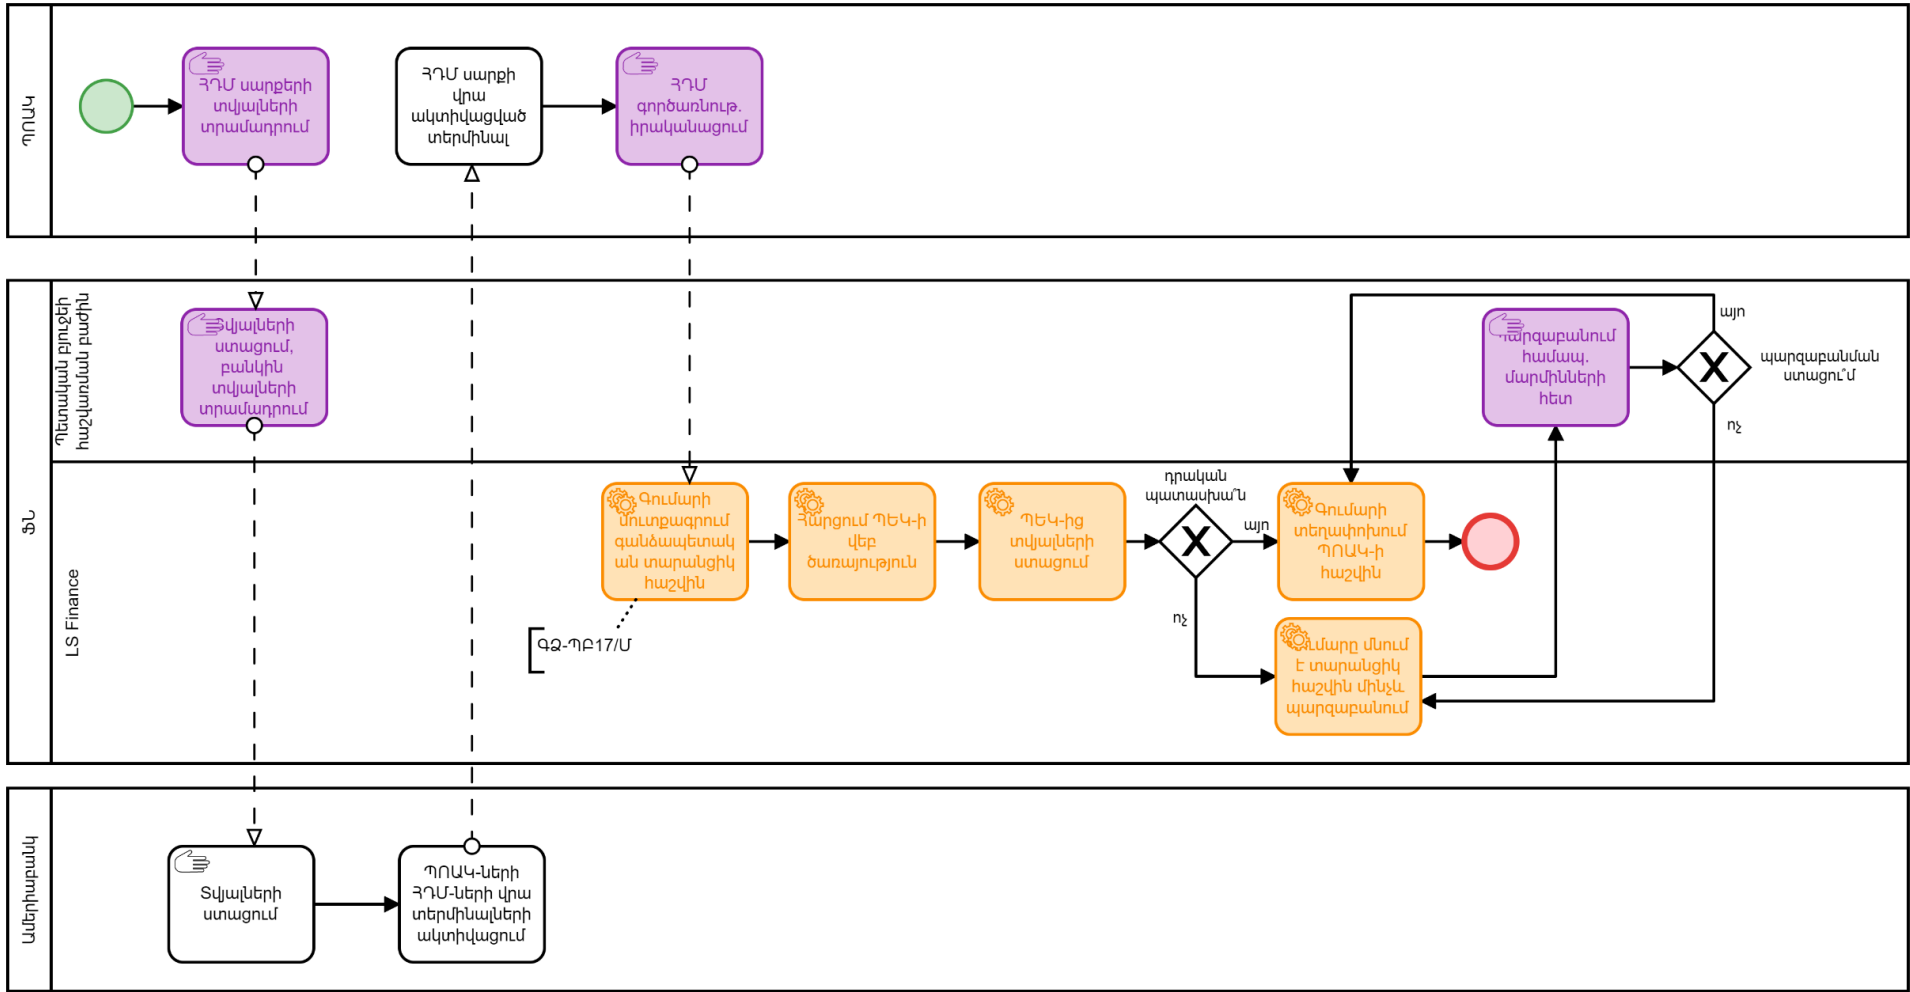 ՊՈԱԿ
ՀԴՄ սարքերի
տվյալների
տրամադրում
ՀԴՄ սարքի
վրա
ակտիվացված
տերմինալ
ՀԴՄ
գործառնութ.
իրականացում
ՖՆ
Պետական բյուջեի
հաշվառման բաժին
Տվյալների
ստացում,
բանկին
տվյալների
տրամադրում
Պարզաբանում
համապ.
մարմինների
հետ
այո
պարզաբանման
ստացու՞մ
ոչ
LS Finance
Գումարի
մուտքագրում
գանձապետակ
ան տարանցիկ
հաշվին
ԳՁ-ՊԲ17/Մ
Հարցում ՊԵԿ-ի
վեբ
ծառայություն
ՊԵԿ-ից
տվյալների
ստացում
դրական
պատասխա՞ն
այո
ոչ
Գումարի
տեղափոխում
ՊՈԱԿ-ի
հաշվին
Գումարը մնում
է տարանցիկ
հաշվին մինչև
պարզաբանում
Ամերիաբանկ
Տվյալների
ստացում
ՊՈԱԿ-ների
ՀԴՄ-ների վրա
տերմինալների
ակտիվացում